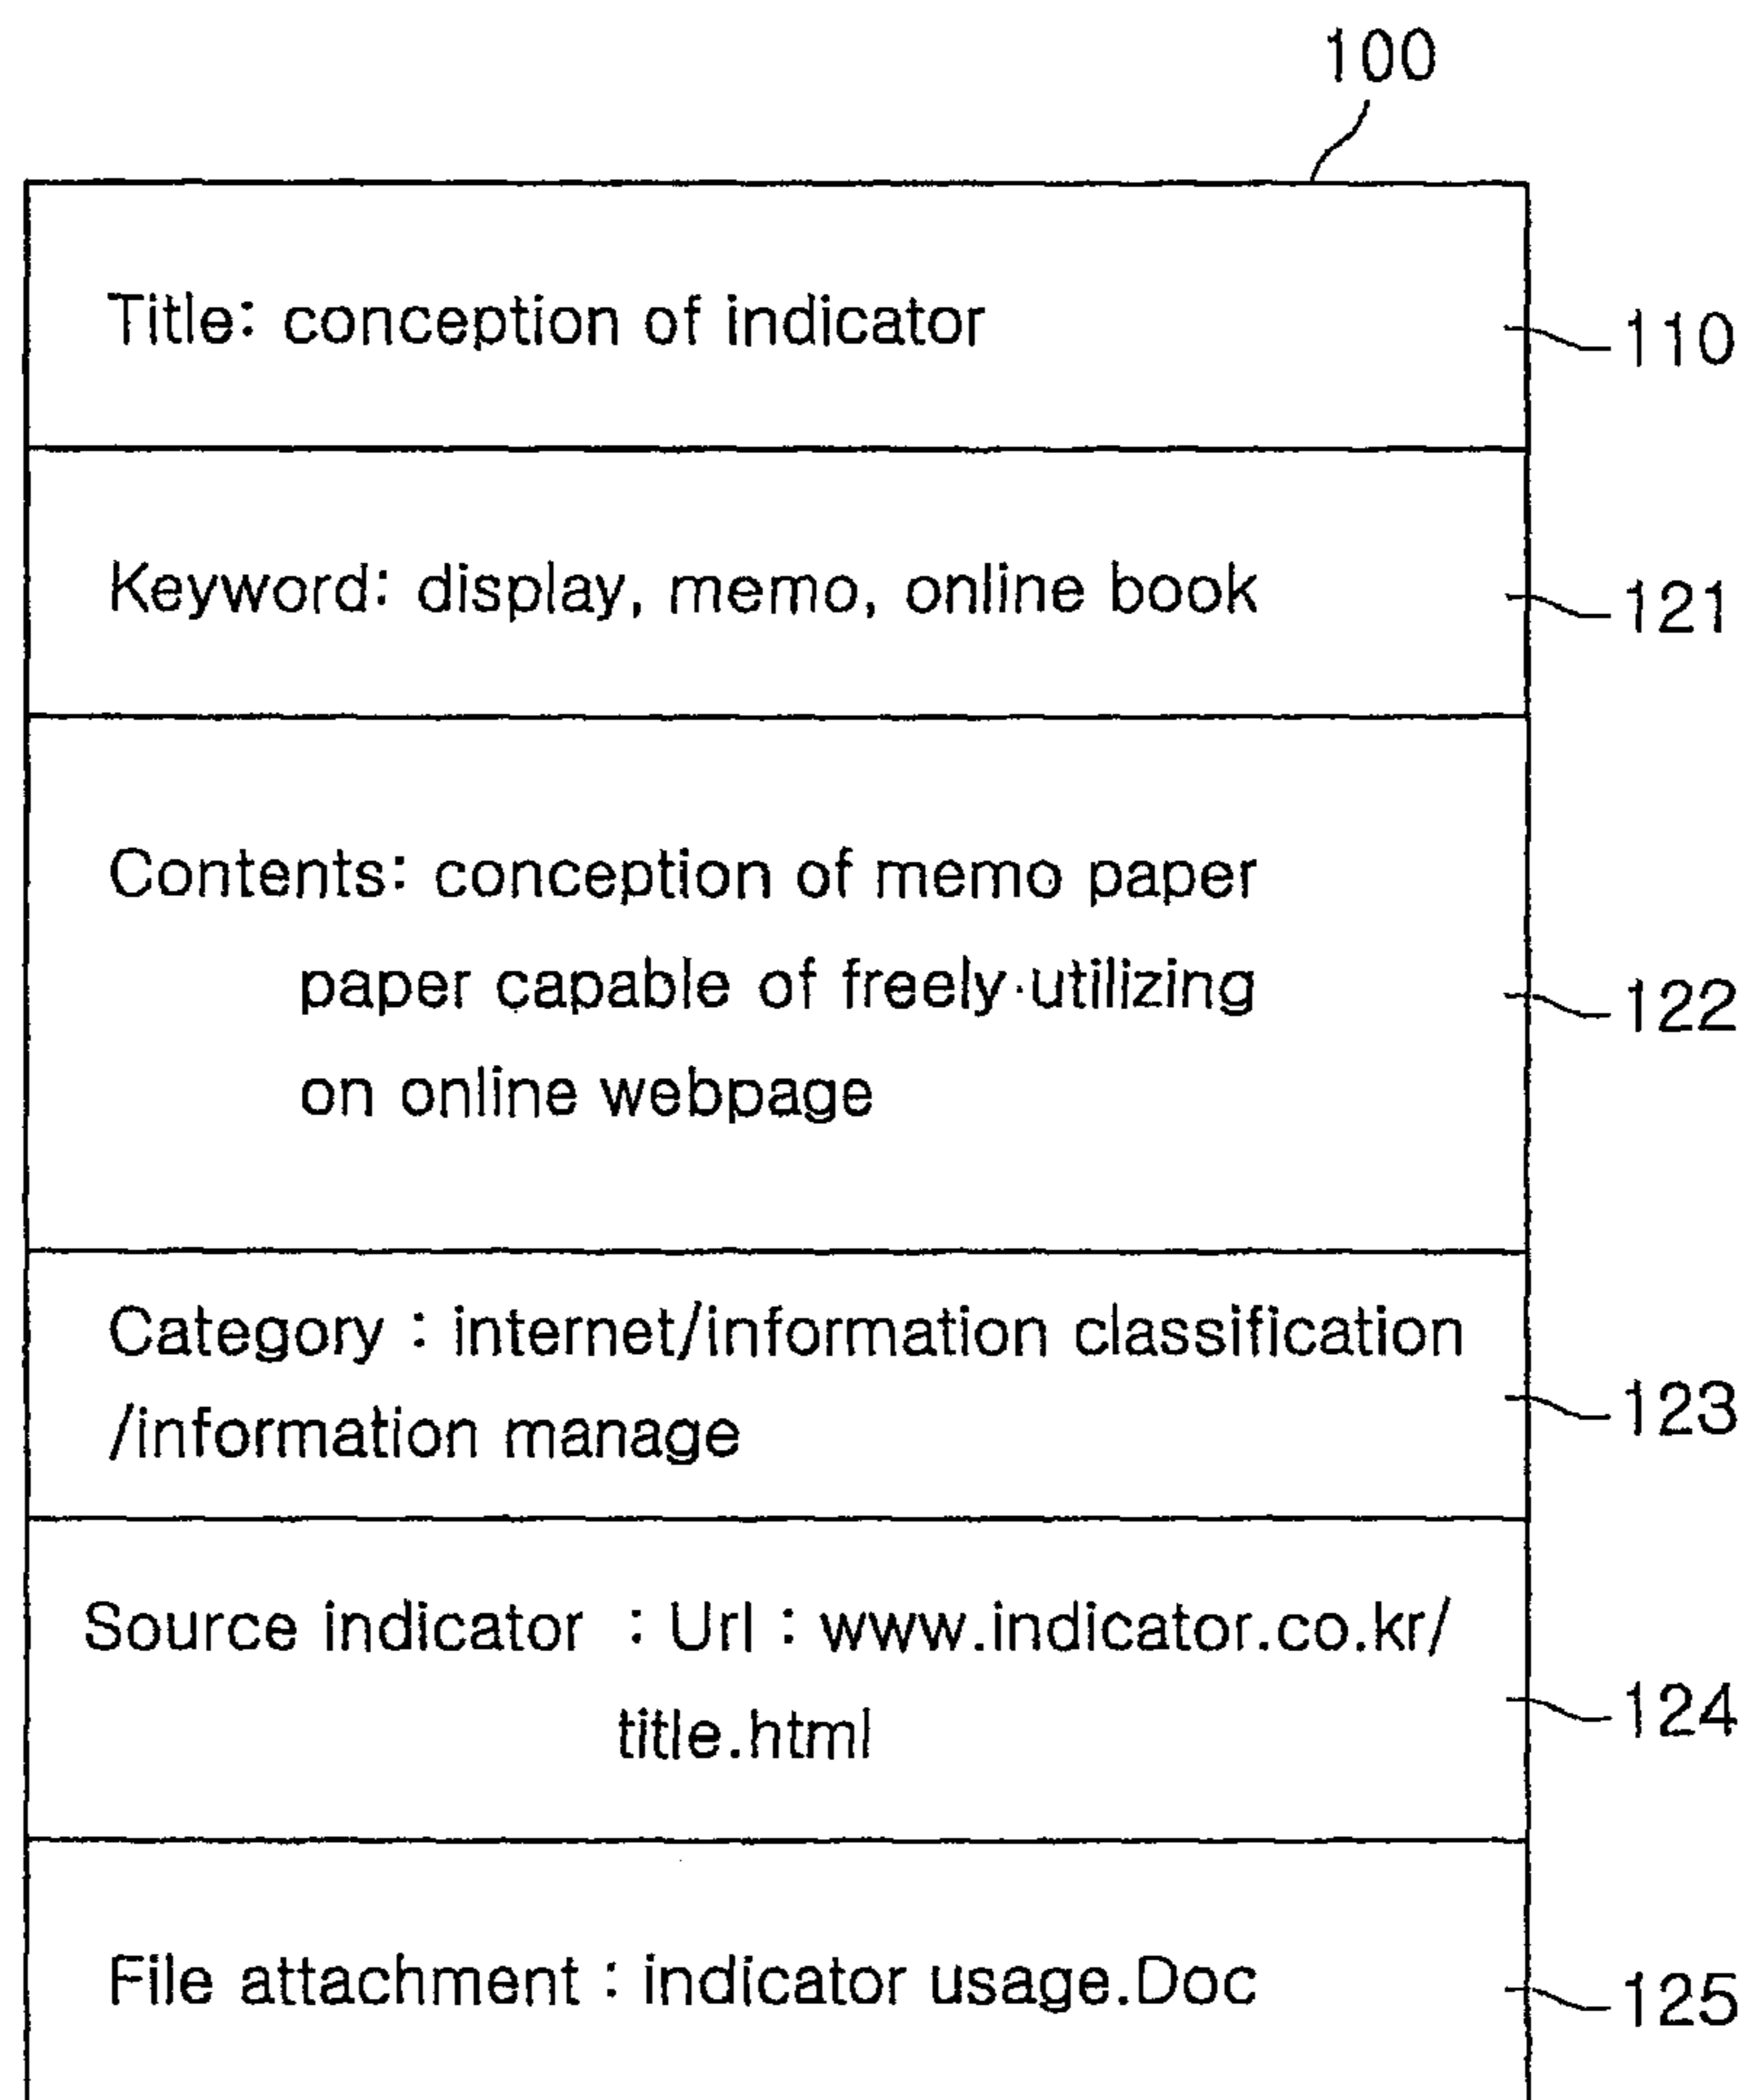 100
Title: conception of indicator
110
Keyword: display, memo, online book
121
Contents: conception of memo paper
paper capable of freely utilizing
on online webpage
122
Category : internet/information classification
/information manage
123
Source indicator : Url : www.indicator.co.kr/
title.html
124
File attachment : indicator usage.Doc
125